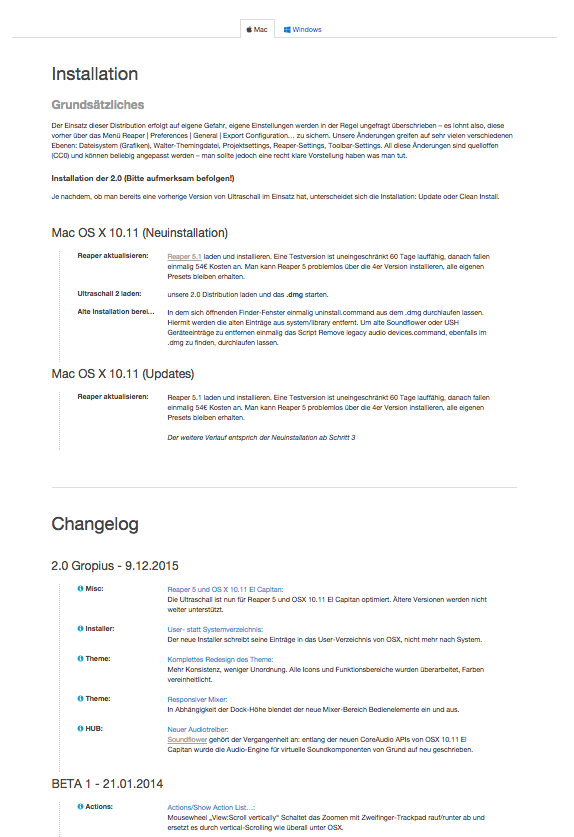 Mac
Windows
Installation
Grundsätzliches
Der Einsatz dieser Distribution erfolgt auf eigene Gefahr, eigene Einstellungen werden in der Regel ungefragt überschrieben – es lohnt also, diese
vorher über das Menü Reaper | Preferences | General | Export Configuration… zu sichern. Unsere Änderungen greifen auf sehr vielen verschiedenen
Ebenen: Dateisystem (Grafiken), Walter-Themingdatei, Projektsettings, Reaper-Settings, Toolbar-Settings. All diese Änderungen sind quelloffen
(CC0) und können beliebig angepasst werden – man sollte jedoch eine recht klare Vorstellung haben was man tut.
Installation der 2.0 (Bitte aufmerksam befolgen!)
Je nachdem, ob man bereits eine vorherige Version von Ultraschall im Einsatz hat, unterscheidet sich die Installation: Update oder Clean Install.
Mac OS X 10.11 (Neuinstallation)
Reaper aktualisieren: Reaper 5.1 laden und installieren. Eine Testversion ist uneingeschränkt 60 Tage lauffähig, danach fallen
einmalig 54€ Kosten an. Man kann Reaper 5 problemlos über die 4er Version installieren, alle eigenen
Presets bleiben erhalten.
Ultraschall 2 laden: unsere 2.0 Distribution laden und das .dmg starten.
Alte Installation berei... In dem sich öffnenden Finder-Fenster einmalig uninstall.command aus dem .dmg durchlaufen lassen.
Hiermit werden die alten Einträge aus system/library entfernt. Um alte Soundflower oder USH
Geräteeinträge zu entfernen einmalig das Script Remove legacy audio devices.command, ebenfalls im
.dmg zu finden, durchlaufen lassen.
Mac OS X 10.11 (Updates)
Reaper aktualisieren: Reaper 5.1 laden und installieren. Eine Testversion ist uneingeschränkt 60 Tage lauffähig, danach fallen
einmalig 54€ Kosten an. Man kann Reaper 5 problemlos über die 4er Version installieren, alle eigenen
Presets bleiben erhalten.
Der weitere Verlauf entsprich der Neuinstallation ab Schritt 3
Changelog
2.0 Gropius - 9.12.2015
Misc: Reaper 5 und OS X 10.11 El Capitan:
Die Ultraschall ist nun für Reaper 5 und OSX 10.11 El Capitan optimiert. Ältere Versionen werden nicht
weiter unterstützt.
Installer: User- statt Systemverzeichnis:
Der neue Installer schreibt seine Einträge in das User-Verzeichnis von OSX, nicht mehr nach System.
Theme: Komplettes Redesign des Theme:
Mehr Konsistenz, weniger Unordnung. Alle Icons und Funktionsbereiche wurden überarbeitet, Farben
vereinheitlicht.
Theme: Responsiver Mixer:
In Abhängigkeit der Dock-Höhe blendet der neue Mixer-Bereich Bedienelemente ein und aus.
HUB: Neuer Audiotreiber:
Soundflower gehört der Vergangenheit an: entlang der neuen CoreAudio APIs von OSX 10.11 El
Capitan wurde die Audio-Engine für virtuelle Soundkomponenten von Grund auf neu geschrieben.
BETA 1 - 21.01.2014
Actions: Actions/Show Action List…:
Mousewheel „View:Scroll vertically“ Schaltet das Zoomen mit Zweifinger-Trackpad rauf/runter ab und
ersetzt es durch vertical-Scrolling wie überall unter OSX.